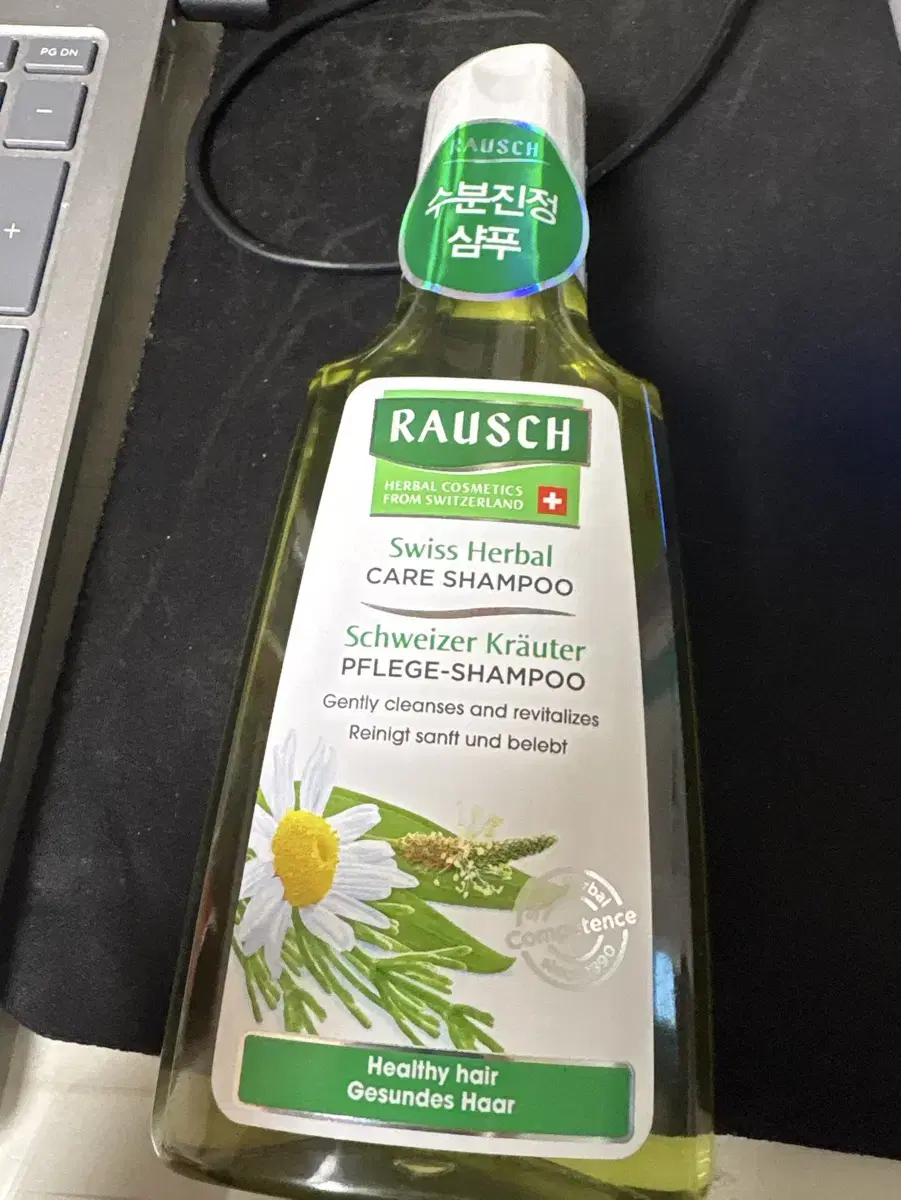 PG DN
−
+
RAUSCH
수분진정
샴푸
RAUSCH
HERBAL COSMETICS
FROM SWITZERLAND
Swiss Herbal
CARE SHAMPOO
Schweizer Kräuter
PFLEGE-SHAMPOO
Gently cleanses and revitalizes
Reinigt sanft und belebt
Competence
Healthy hair
Gesundes Haar